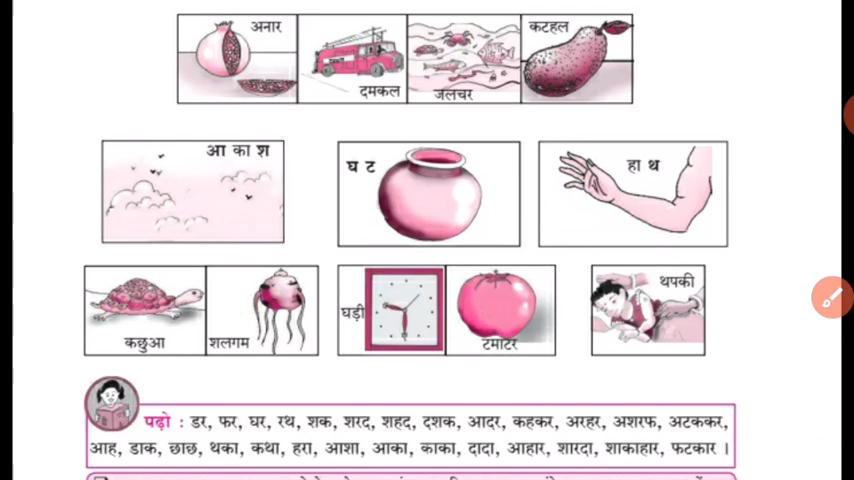 अनार
दमकल
जलचर
कटहल
आ का श
घ ट
हा थ
कछुआ
शलगम
घड़ी
टमाटर
थपकी
पढ़ो : डर, फर, घर, रथ, शक, शरद, शहद, दशक, आदर, कहकर, अरहर, अशरफ, अटककर,
आह, डाक, छाछ, थका, कथा, हरा, आशा, आका, काका, दादा, आहार, शारदा, शाकाहार, फटकार ।